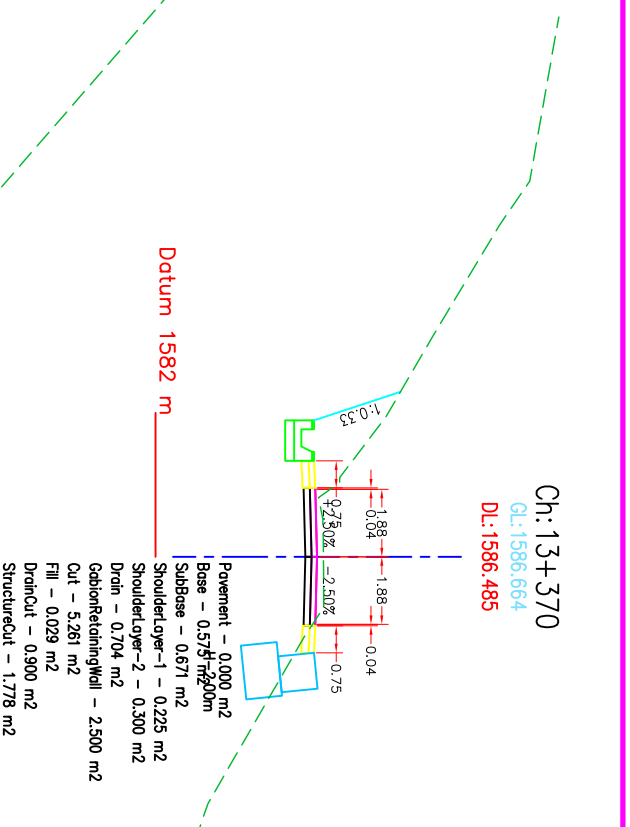 Ch:13+370
GL:1586.664
DL:1586.485
1.88
1.88
0.04
0.04
0.75
0.75
+2.50%
-2.50%
1:0.33
H=2.00m
Datum 1582 m
Pavement - 0.000 m2
Base - 0.575 m2
SubBase - 0.671 m2
ShoulderLayer-1 - 0.225 m2
ShoulderLayer-2 - 0.300 m2
Drain - 0.704 m2
GabionRetainingWall - 2.500 m2
Cut - 5.261 m2
Fill - 0.029 m2
DrainCut - 0.900 m2
StructureCut - 1.778 m2